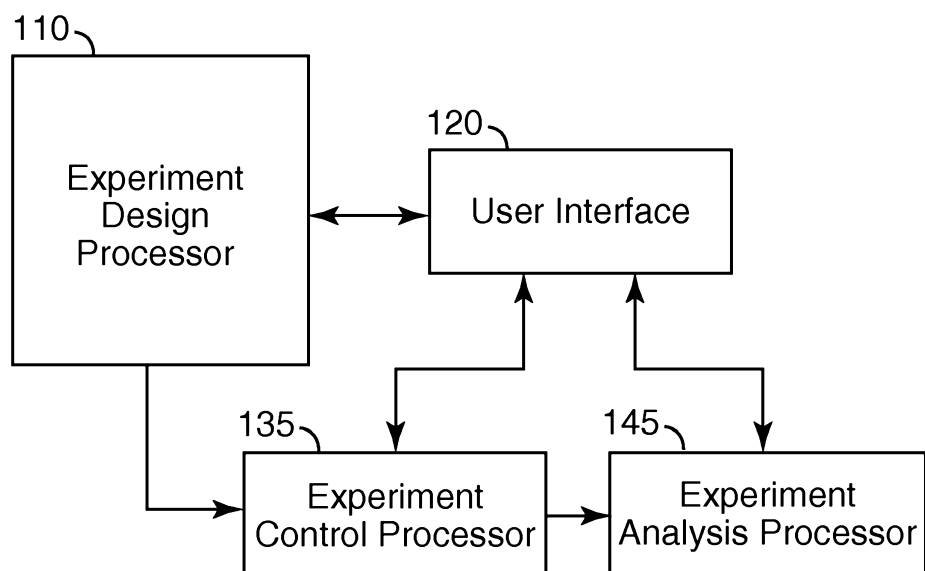 110
Experiment
Design
Processor
120
User Interface
135
Experiment
Control Processor
145
Experiment
Analysis Processor